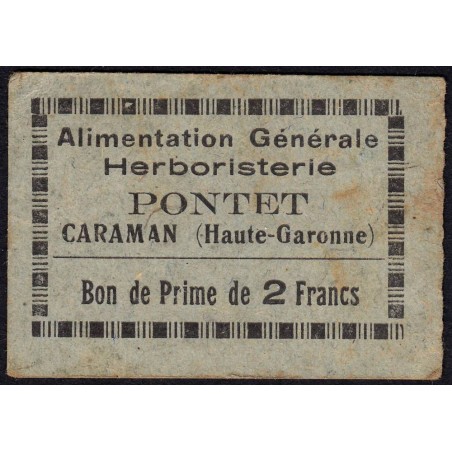 Alimentation Générale
Herboristerie
PONTET
CARAMAN (Haute-Garonne)
Bon de Prime de 2 Francs